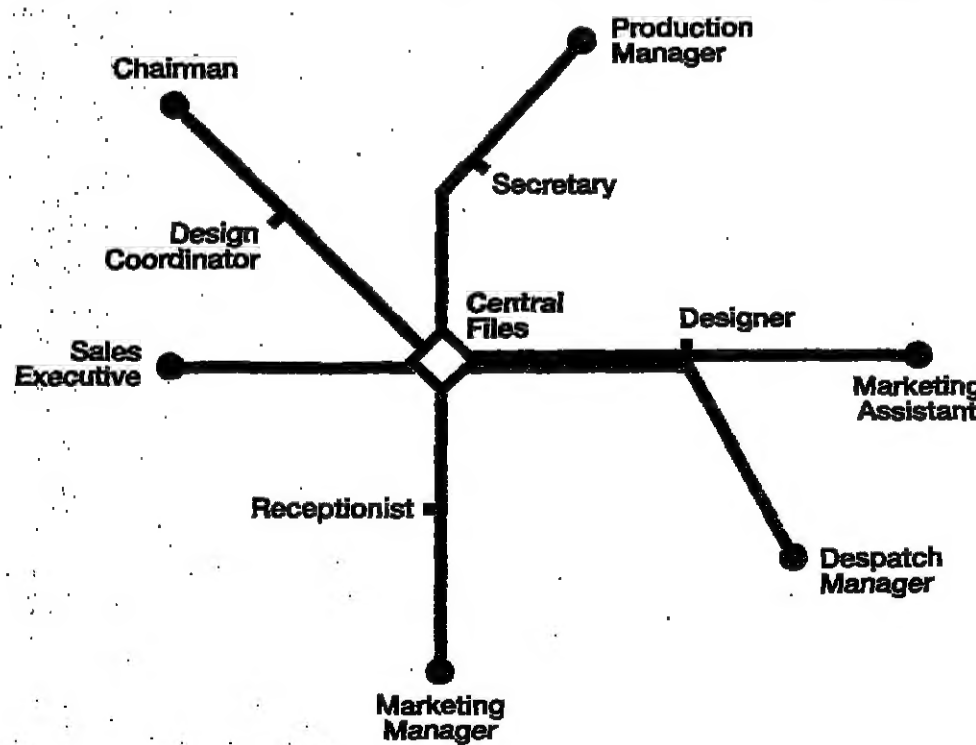 Production
Manager
Chairman
Secretary
Design
Coordinator
Central
Files
Designer
Sales
Executive
Marketing
Assistant
Receptionist
Despatch
Manager
Marketing
Manager